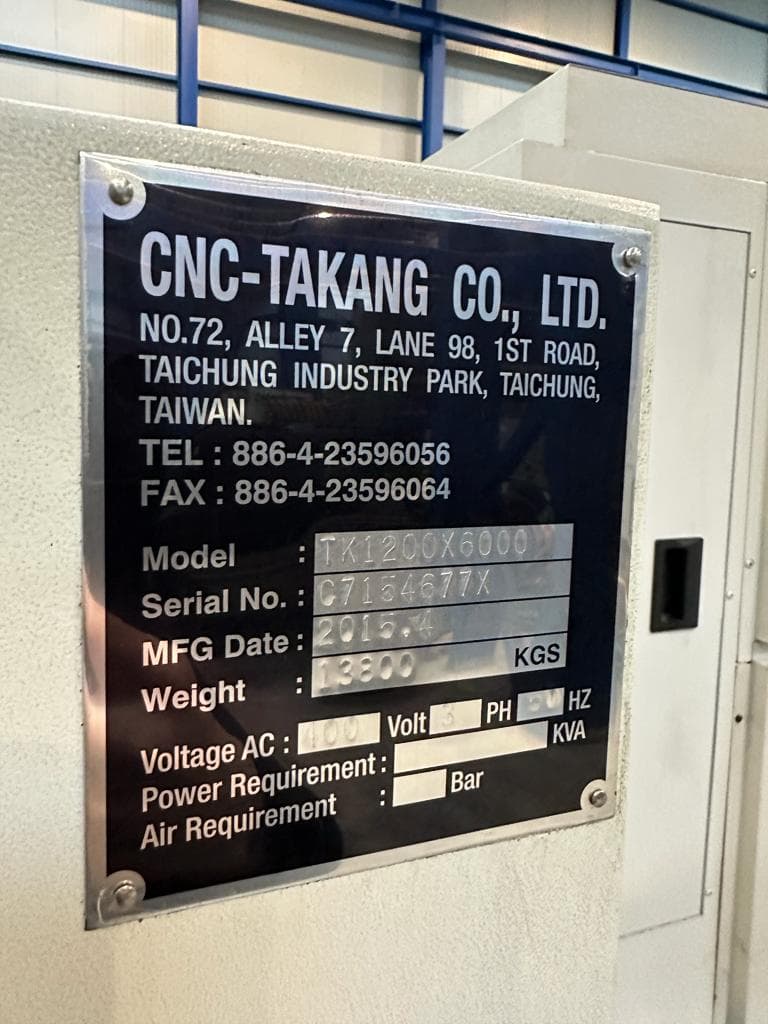 CNC-TAKANG CO., LTD.
NO.72, ALLEY 7, LANE 98, 1ST ROAD,
TAICHUNG INDUSTRY PARK, TAICHUNG,
TAIWAN.
TEL : 886-4-23596056
FAX : 886-4-23596064
Model : TK1200X6000
Serial No. : C7154677X
MFG Date : 2015.4
Weight : 13800 KGS
Voltage AC : 400 Volt 3 PH 50 HZ
Power Requirement : KVA
Air Requirement : Bar